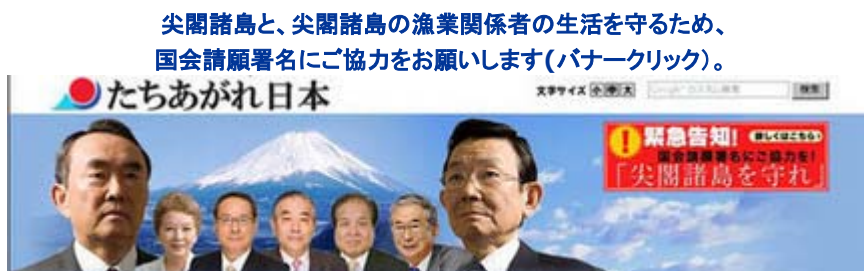 尖閣諸島と、尖閣諸島の漁業関係者の生活を守るため、
国会請願署名にご協力をお願いします(バナークリック）。
たちあがれ日本
文字サイズ 小 中 大
検索
緊急告知! 詳しくはこちら
国会請願署名にご協力を!
「尖閣諸島を守れ」